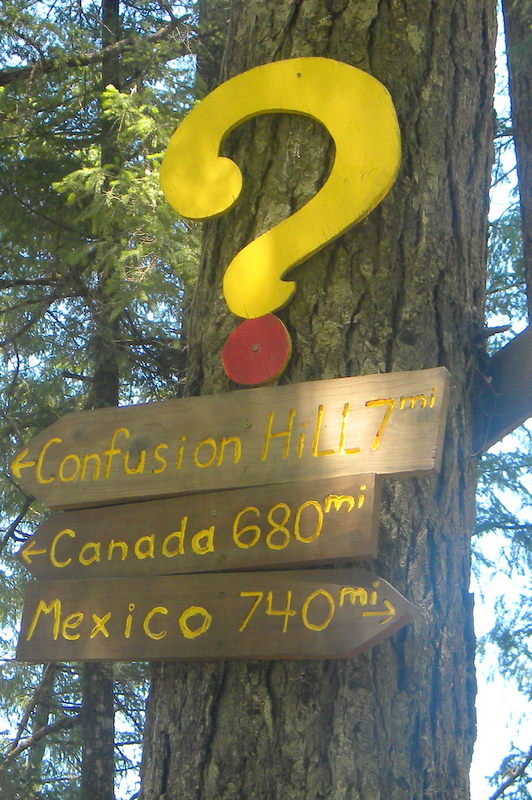 ?
←Confusion HiLL 7mi
←Canada 680mi
Mexico 740mi→